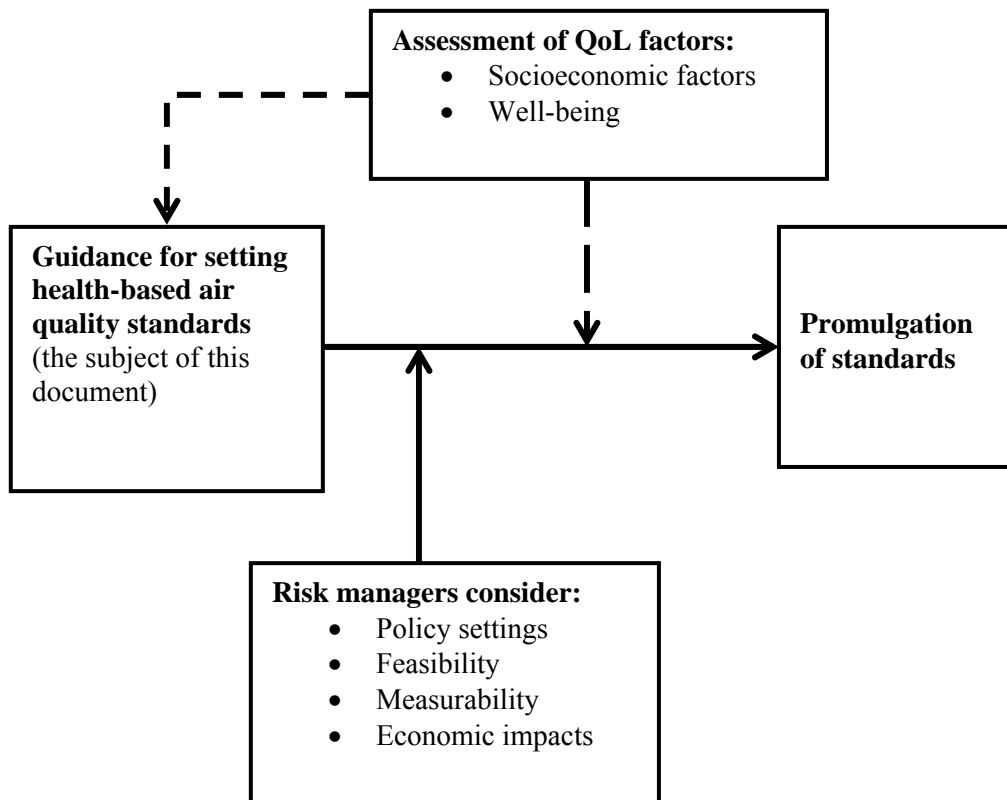 Assessment of QoL factors:
• Socioeconomic factors
• Well-being
Guidance for setting
health-based air
quality standards
(the subject of this
document)
Promulgation
of standards
Risk managers consider:
• Policy settings
• Feasibility
• Measurability
• Economic impacts